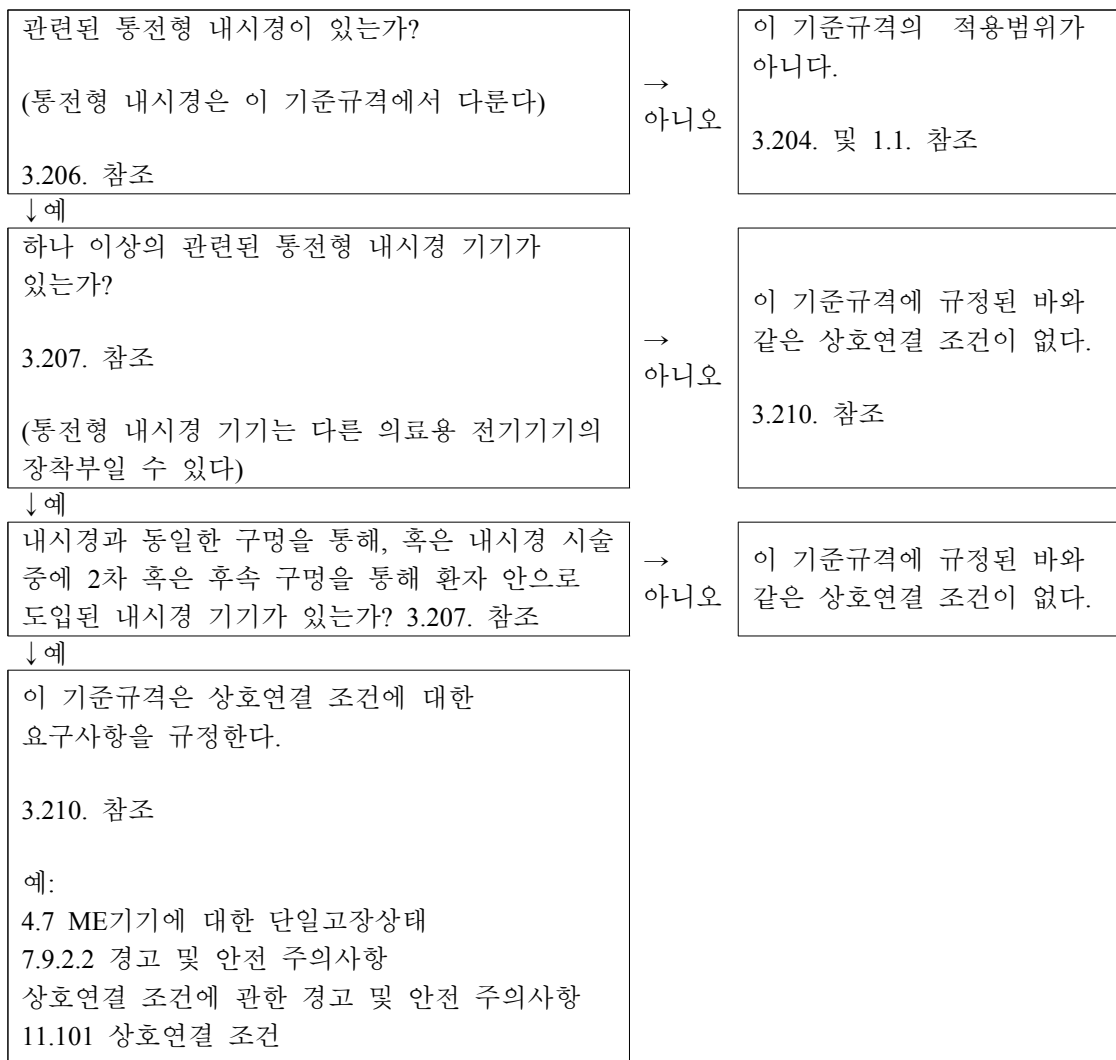 관련된 통전형 내시경이 있는가?
(통전형 내시경은 이 기준규격에서 다룬다)
3.206. 참조
→
아니오
이 기준규격의 적용범위가
아니다.
3.204. 및 1.1. 참조
↓예
하나 이상의 관련된 통전형 내시경 기기가
있는가?
3.207. 참조
(통전형 내시경 기기는 다른 의료용 전기기기의
장착부일 수 있다)
→
아니오
이 기준규격에 규정된 바와
같은 상호연결 조건이 없다.
3.210. 참조
↓예
내시경과 동일한 구멍을 통해, 혹은 내시경 시술
중에 2차 혹은 후속 구멍을 통해 환자 안으로
도입된 내시경 기기가 있는가? 3.207. 참조
→
아니오
이 기준규격에 규정된 바와
같은 상호연결 조건이 없다.
↓예
이 기준규격은 상호연결 조건에 대한
요구사항을 규정한다.
3.210. 참조
예:
4.7 ME기기에 대한 단일고장상태
7.9.2.2 경고 및 안전 주의사항
상호연결 조건에 관한 경고 및 안전 주의사항
11.101 상호연결 조건